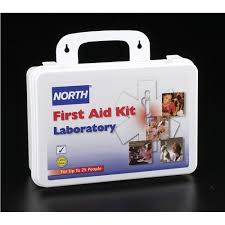 NORTH
First Aid Kit
Laboratory
For Up To 25 People